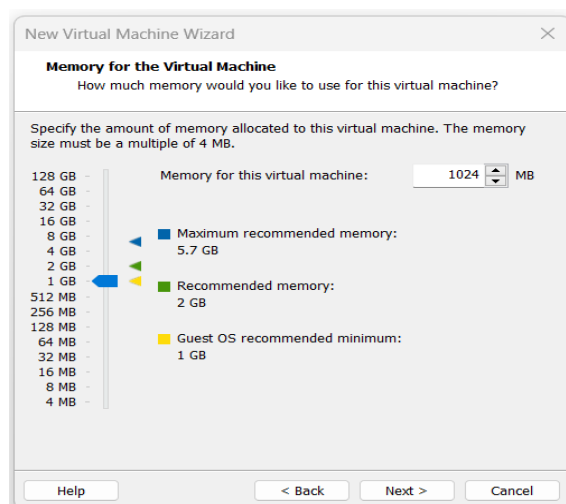 New Virtual Machine Wizard
Memory for the Virtual Machine
How much memory would you like to use for this virtual machine?
Specify the amount of memory allocated to this virtual machine. The memory
size must be a multiple of 4 MB.
128 GB
64 GB
32 GB
16 GB
8 GB
4 GB
2 GB
1 GB
512 MB
256 MB
128 MB
64 MB
32 MB
16 MB
8 MB
4 MB
Memory for this virtual machine: 1024 MB
Maximum recommended memory:
5.7 GB
Recommended memory:
2 GB
Guest OS recommended minimum:
1 GB
Help < Back Next > Cancel